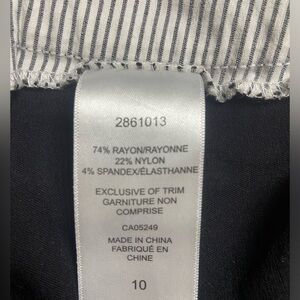 2861013
74% RAYON/RAYONNE
22% NYLON
4% SPANDEX/ÉLASTHANNE
EXCLUSIVE OF TRIM
GARNITURE NON
COMPRISE
CA05249
MADE IN CHINA
FABRIQUÉ EN
CHINE
10